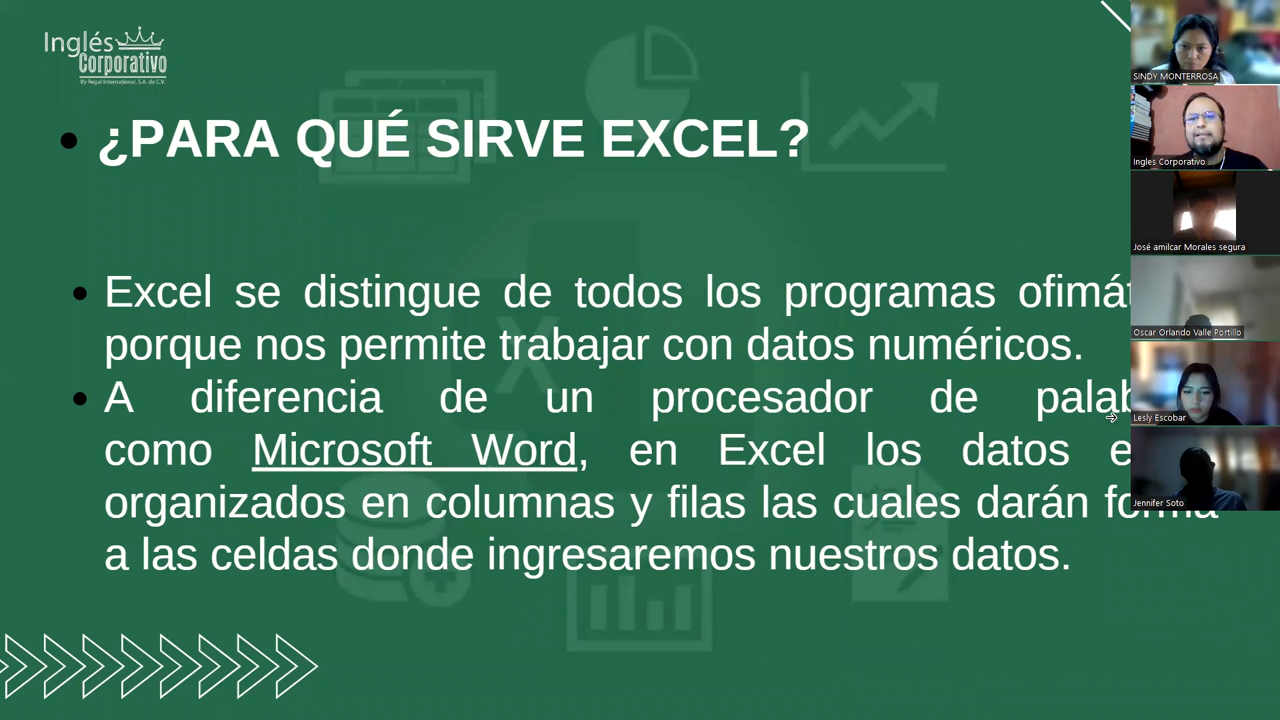 Inglés
Corporativo
By Regal International, S.A. de C.V.
¿PARA QUÉ SIRVE EXCEL?
Excel se distingue de todos los programas
porque nos permite trabajar con datos numéricos.
A diferencia de un procesador de
como Microsoft Word, en Excel los datos
organizados en columnas y filas las cuales darán forma
a las celdas donde ingresaremos nuestros datos.
SINDY MONTERROSA
Ingles Corporativo
José amilcar Morales segura
Oscar Orlando Valle Portillo
Lesly Escobar
Jennifer Soto